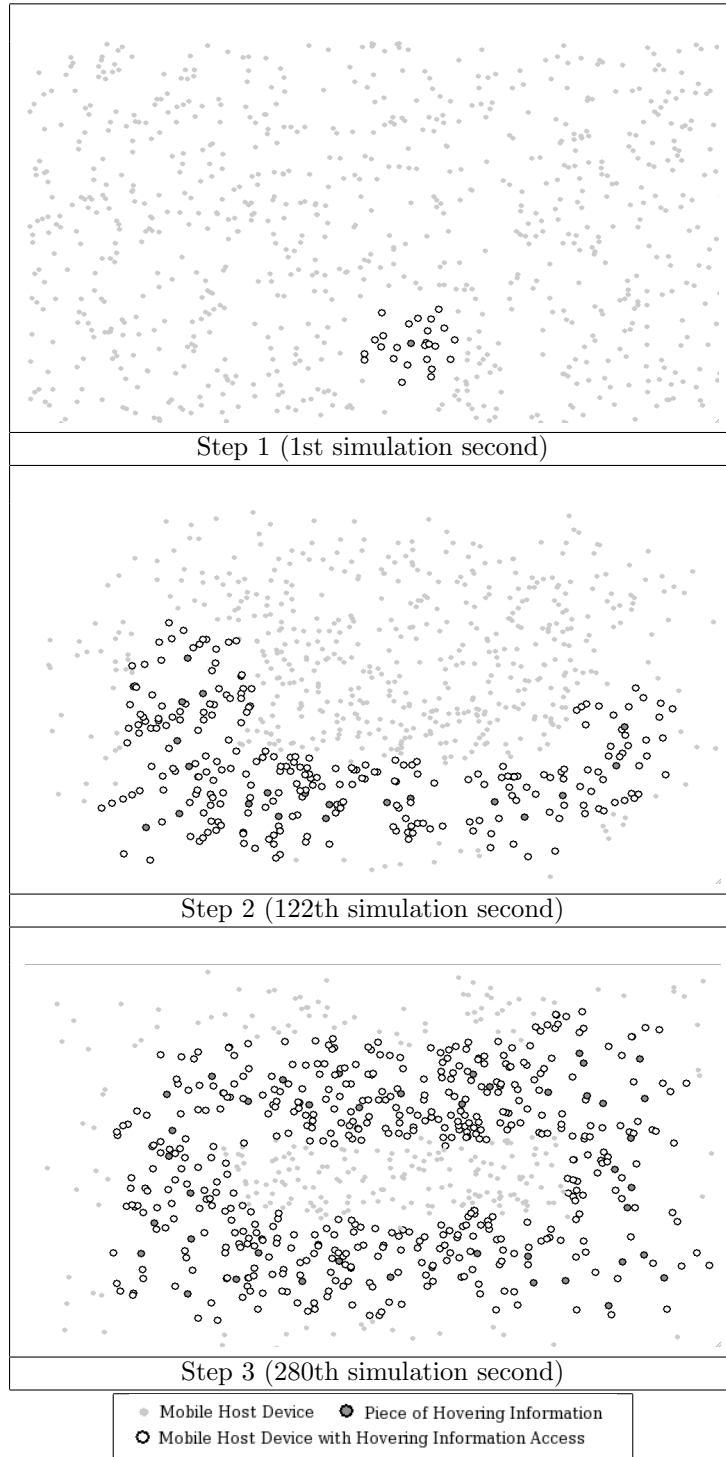 Step 1 (1st simulation second)
Step 2 (122th simulation second)
Step 3 (280th simulation second)
Mobile Host Device Piece of Hovering Information
Mobile Host Device with Hovering Information Access